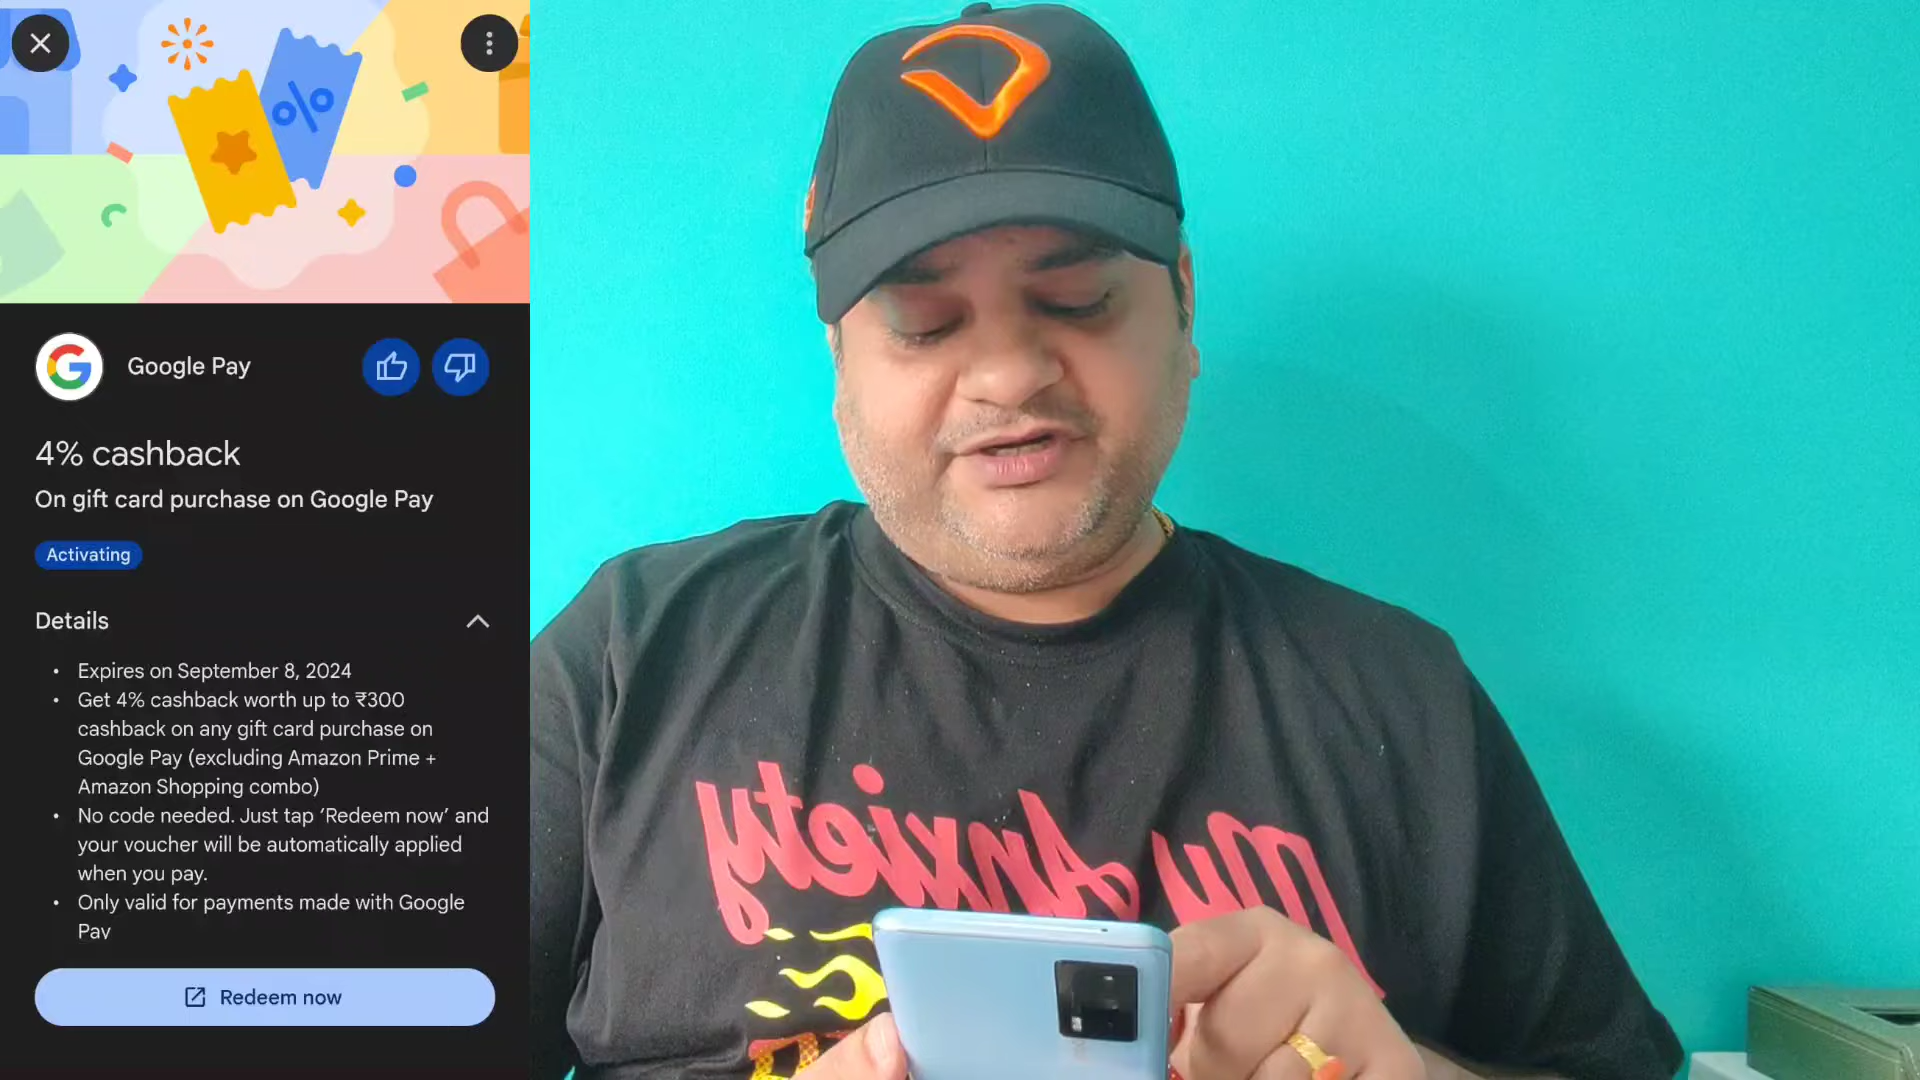 %
Google Pay
4% cashback
On gift card purchase on Google Pay
Activating
Details
• Expires on September 8, 2024
• Get 4% cashback worth up to ₹300
cashback on any gift card purchase on
Google Pay (excluding Amazon Prime +
Amazon Shopping combo)
• No code needed. Just tap ‘Redeem now’ and
your voucher will be automatically applied
when you pay.
• Only valid for payments made with Google
Pay
Redeem now
My Anxiety